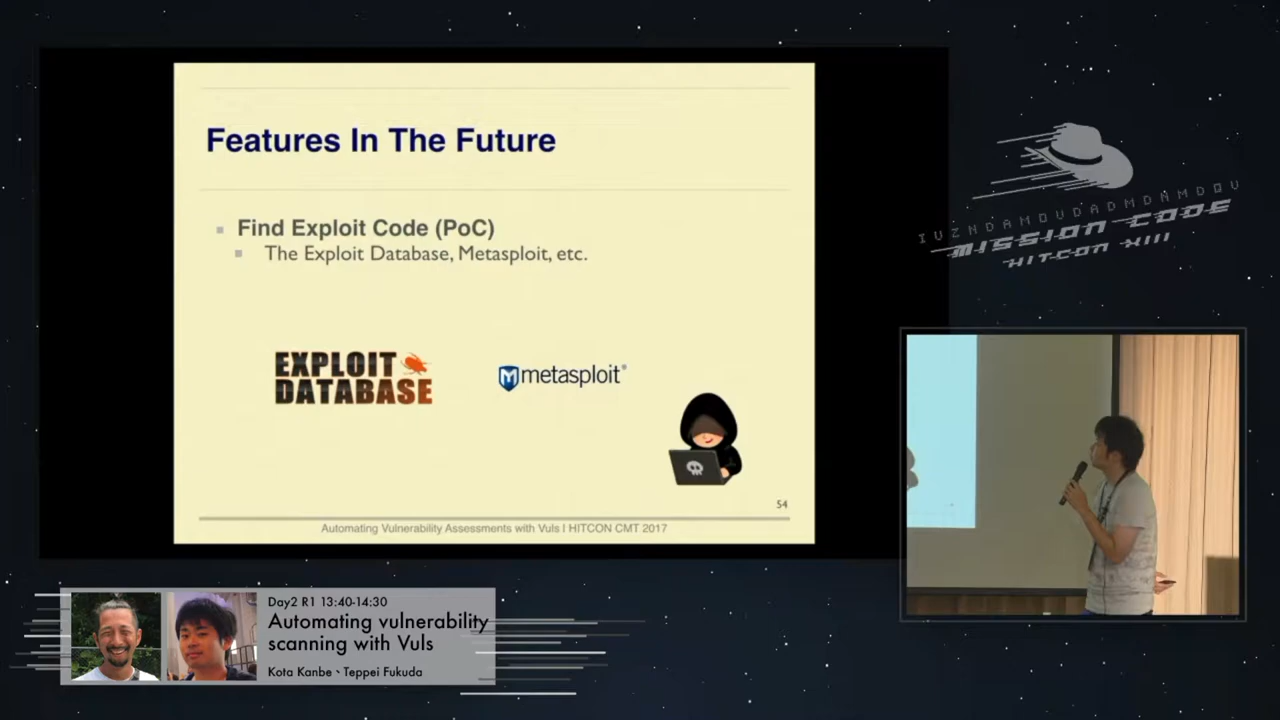 Features In The Future
Find Exploit Code (PoC)
The Exploit Database, Metasploit, etc.
EXPLOIT
DATABASE
metasploit®
54
Automating Vulnerability Assessments with Vuls I HITCON CMT 2017
IUZNDAMQUDADMDNAMDQU
MISSION CODE
HITCON XIII
Day2 R1 13:40-14:30
Automating vulnerability
scanning with Vuls
Kota Kanbe、Teppei Fukuda